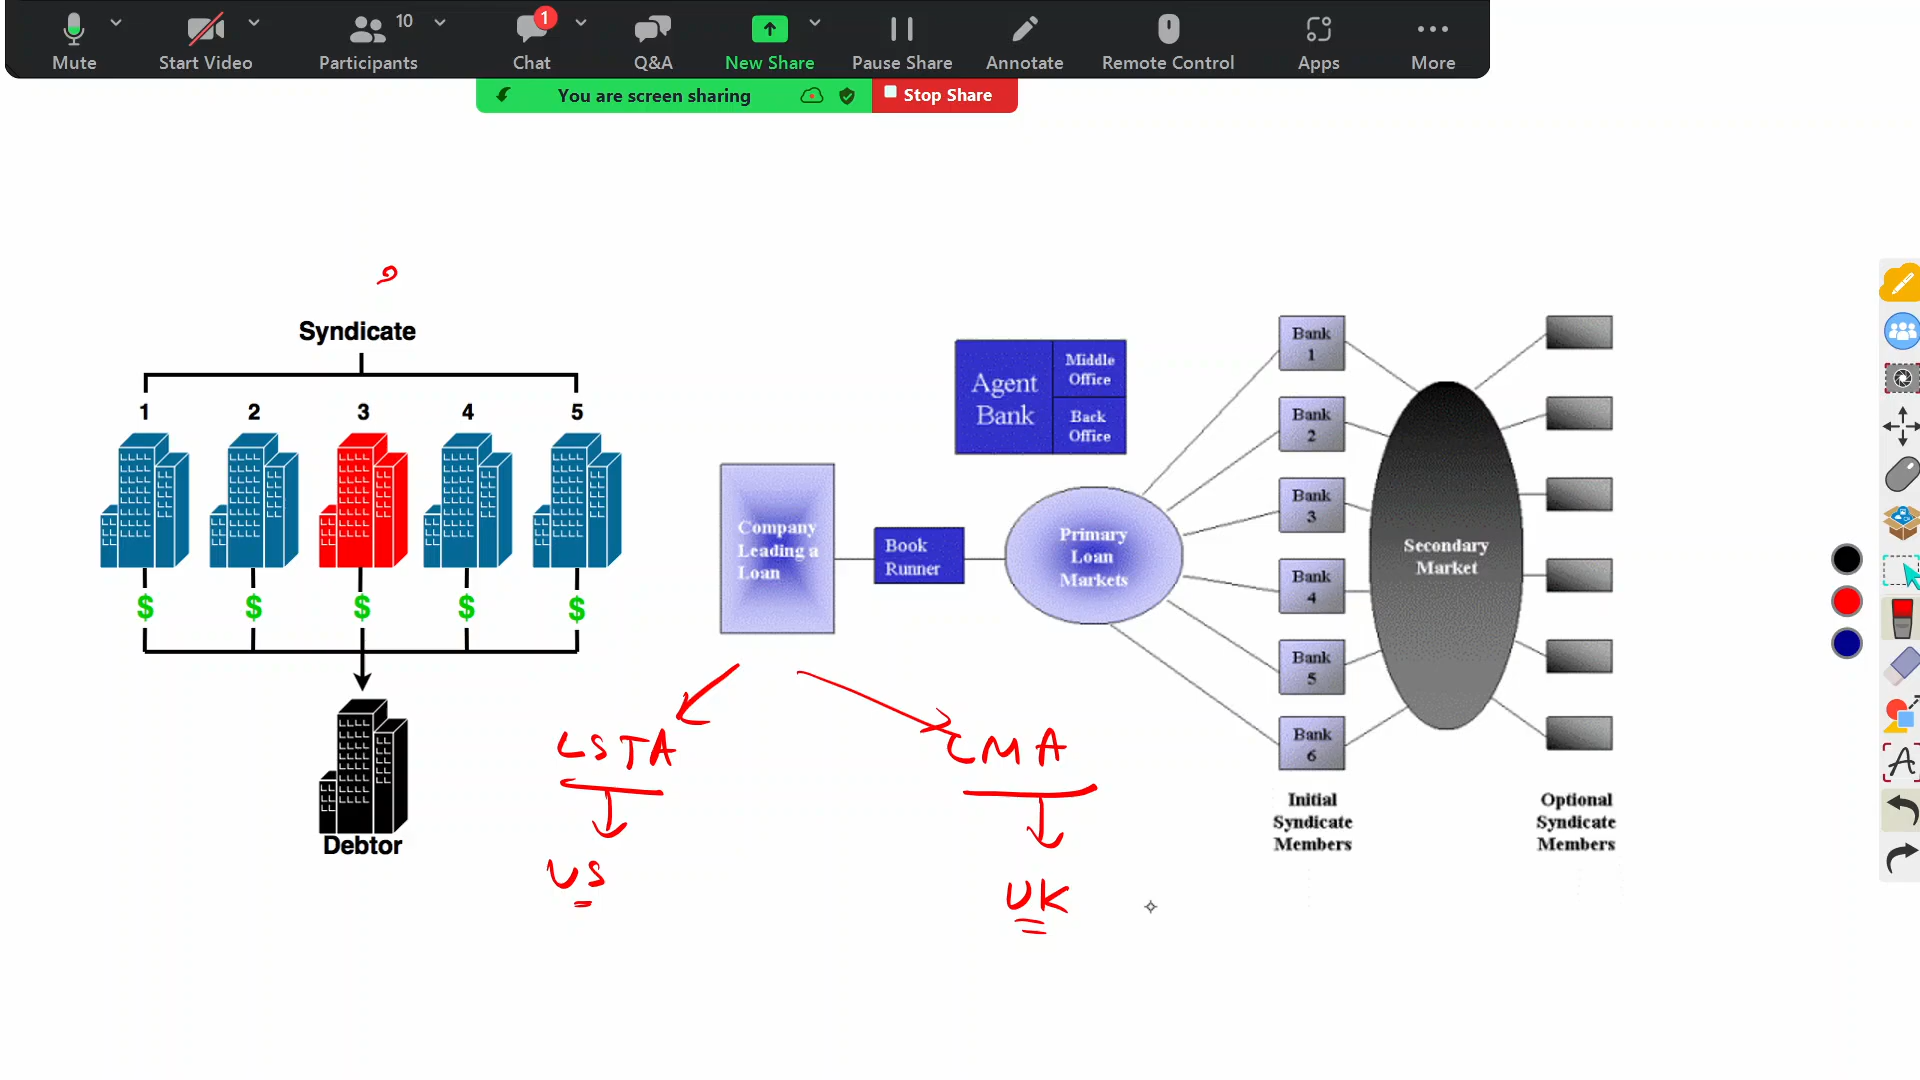 Mute
Start Video
Participants
10
Chat
1
Q&A
New Share
Pause Share
Annotate
Remote Control
Apps
More
You are screen sharing
Stop Share
Syndicate
1 2 3 4 5
$ $ $ $ $
Debtor
Agent
Bank
Middle
Office
Back
Office
Company
Leading a
Loan
Book
Runner
Primary
Loan
Markets
Bank
1
Bank
2
Bank
3
Bank
4
Bank
5
Bank
6
Secondary
Market
Initial
Syndicate
Members
Optional
Syndicate
Members
LSTA
US
LMA
UK
A